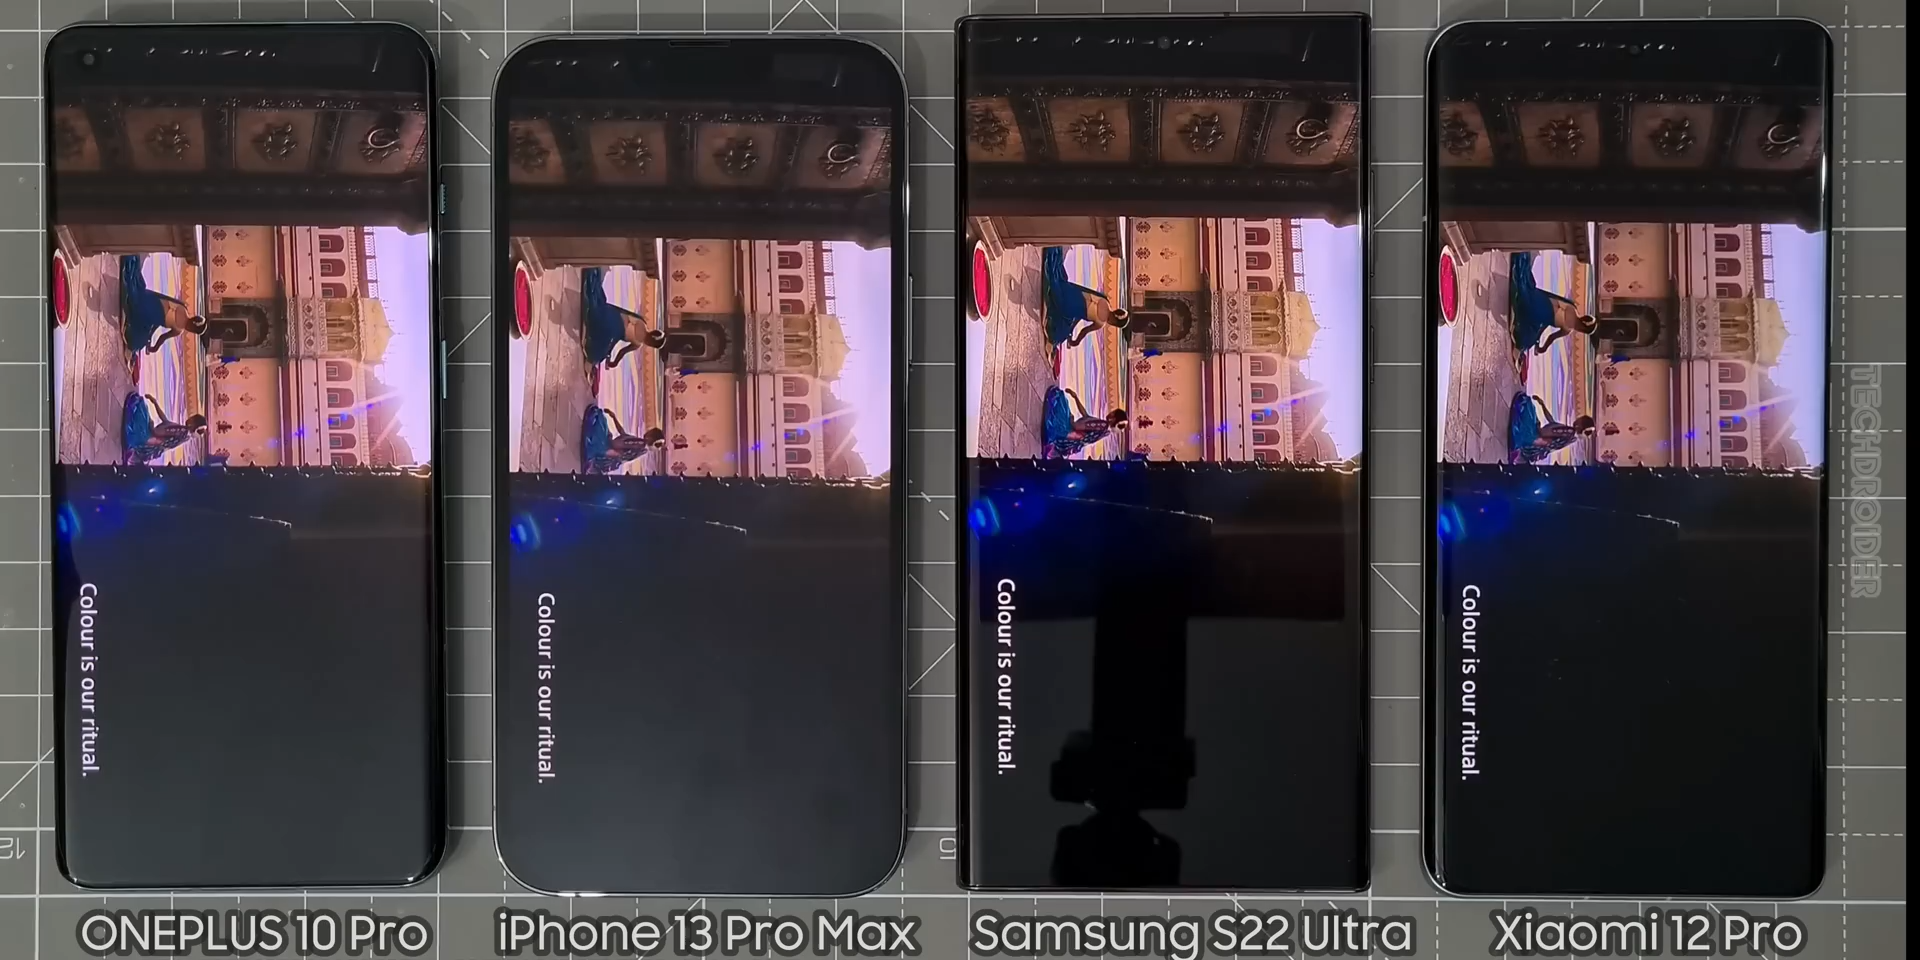 Colour is our ritual.
Colour is our ritual.
Colour is our ritual.
Colour is our ritual.
TECHDROIDER
12
ONEPLUS 10 Pro
iPhone 13 Pro Max
Samsung S22 Ultra
Xiaomi 12 Pro